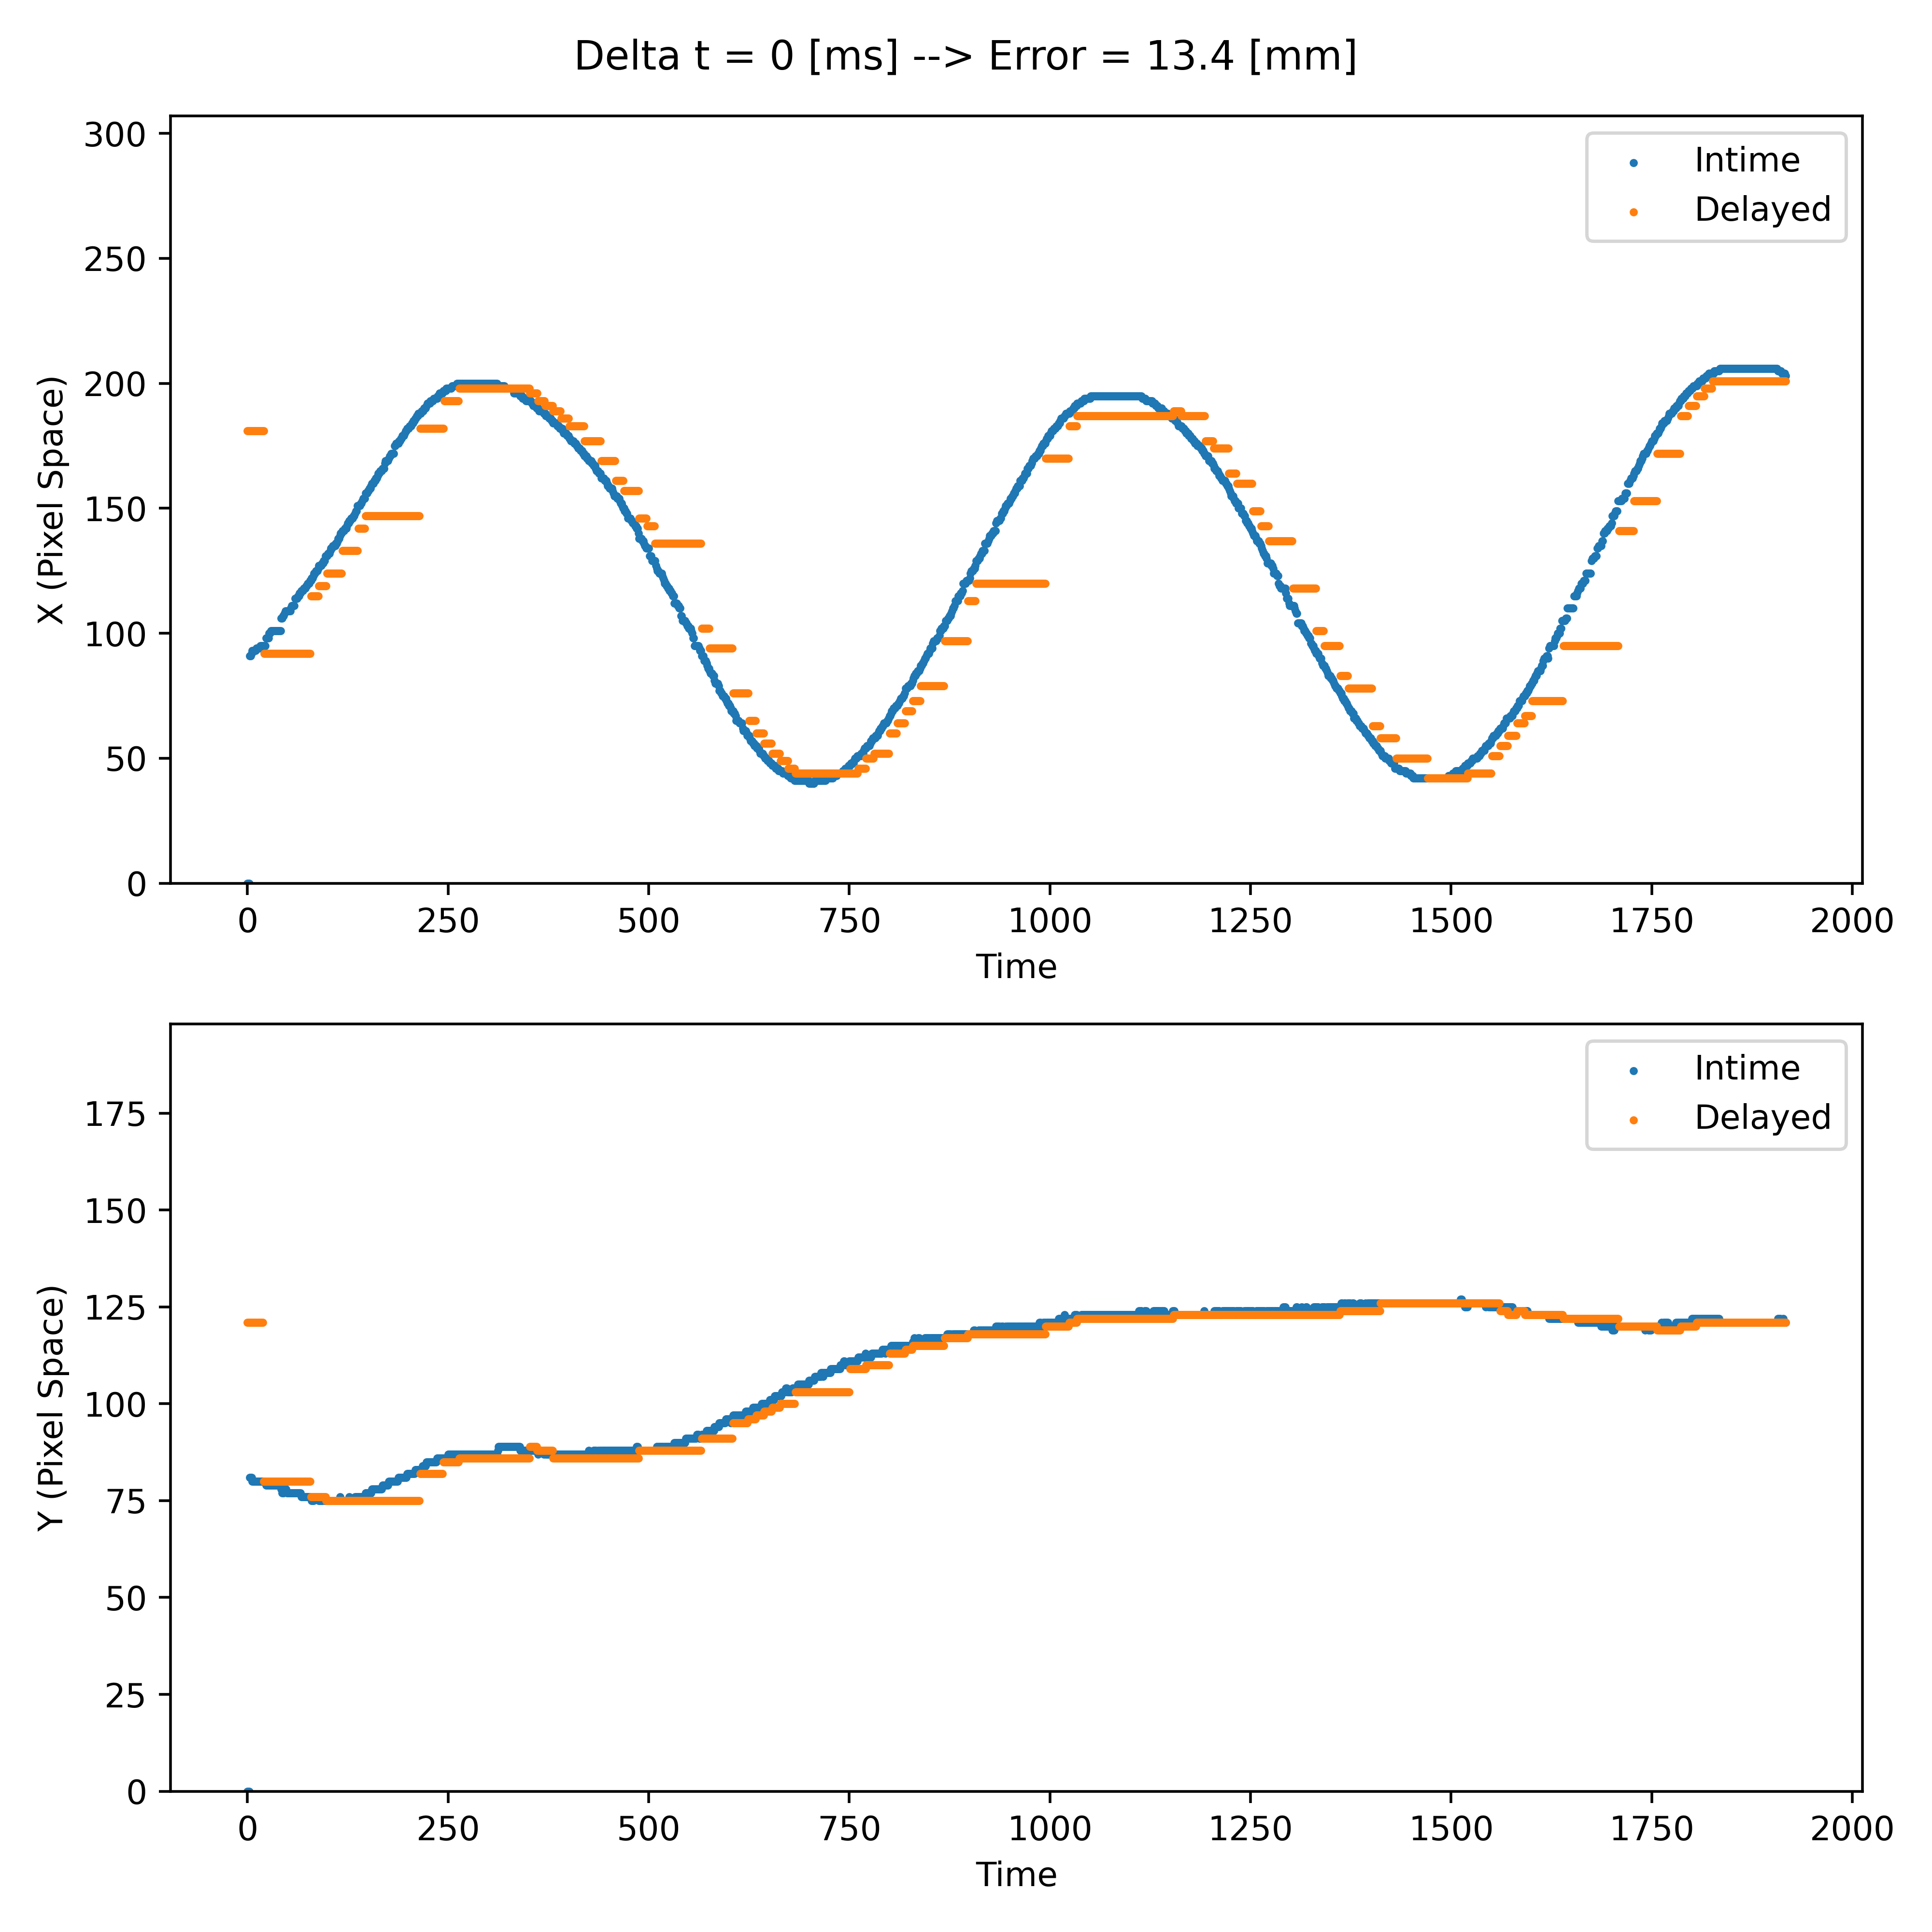 Delta t = 0 [ms] --> Error = 13.4 [mm]
300
250
200
150
100
50
0
X (Pixel Space)
Intime
Delayed
0 250 500 750 1000 1250 1500 1750 2000
Time
175
150
125
100
75
50
25
0
Y (Pixel Space)
Intime
Delayed
0 250 500 750 1000 1250 1500 1750 2000
Time